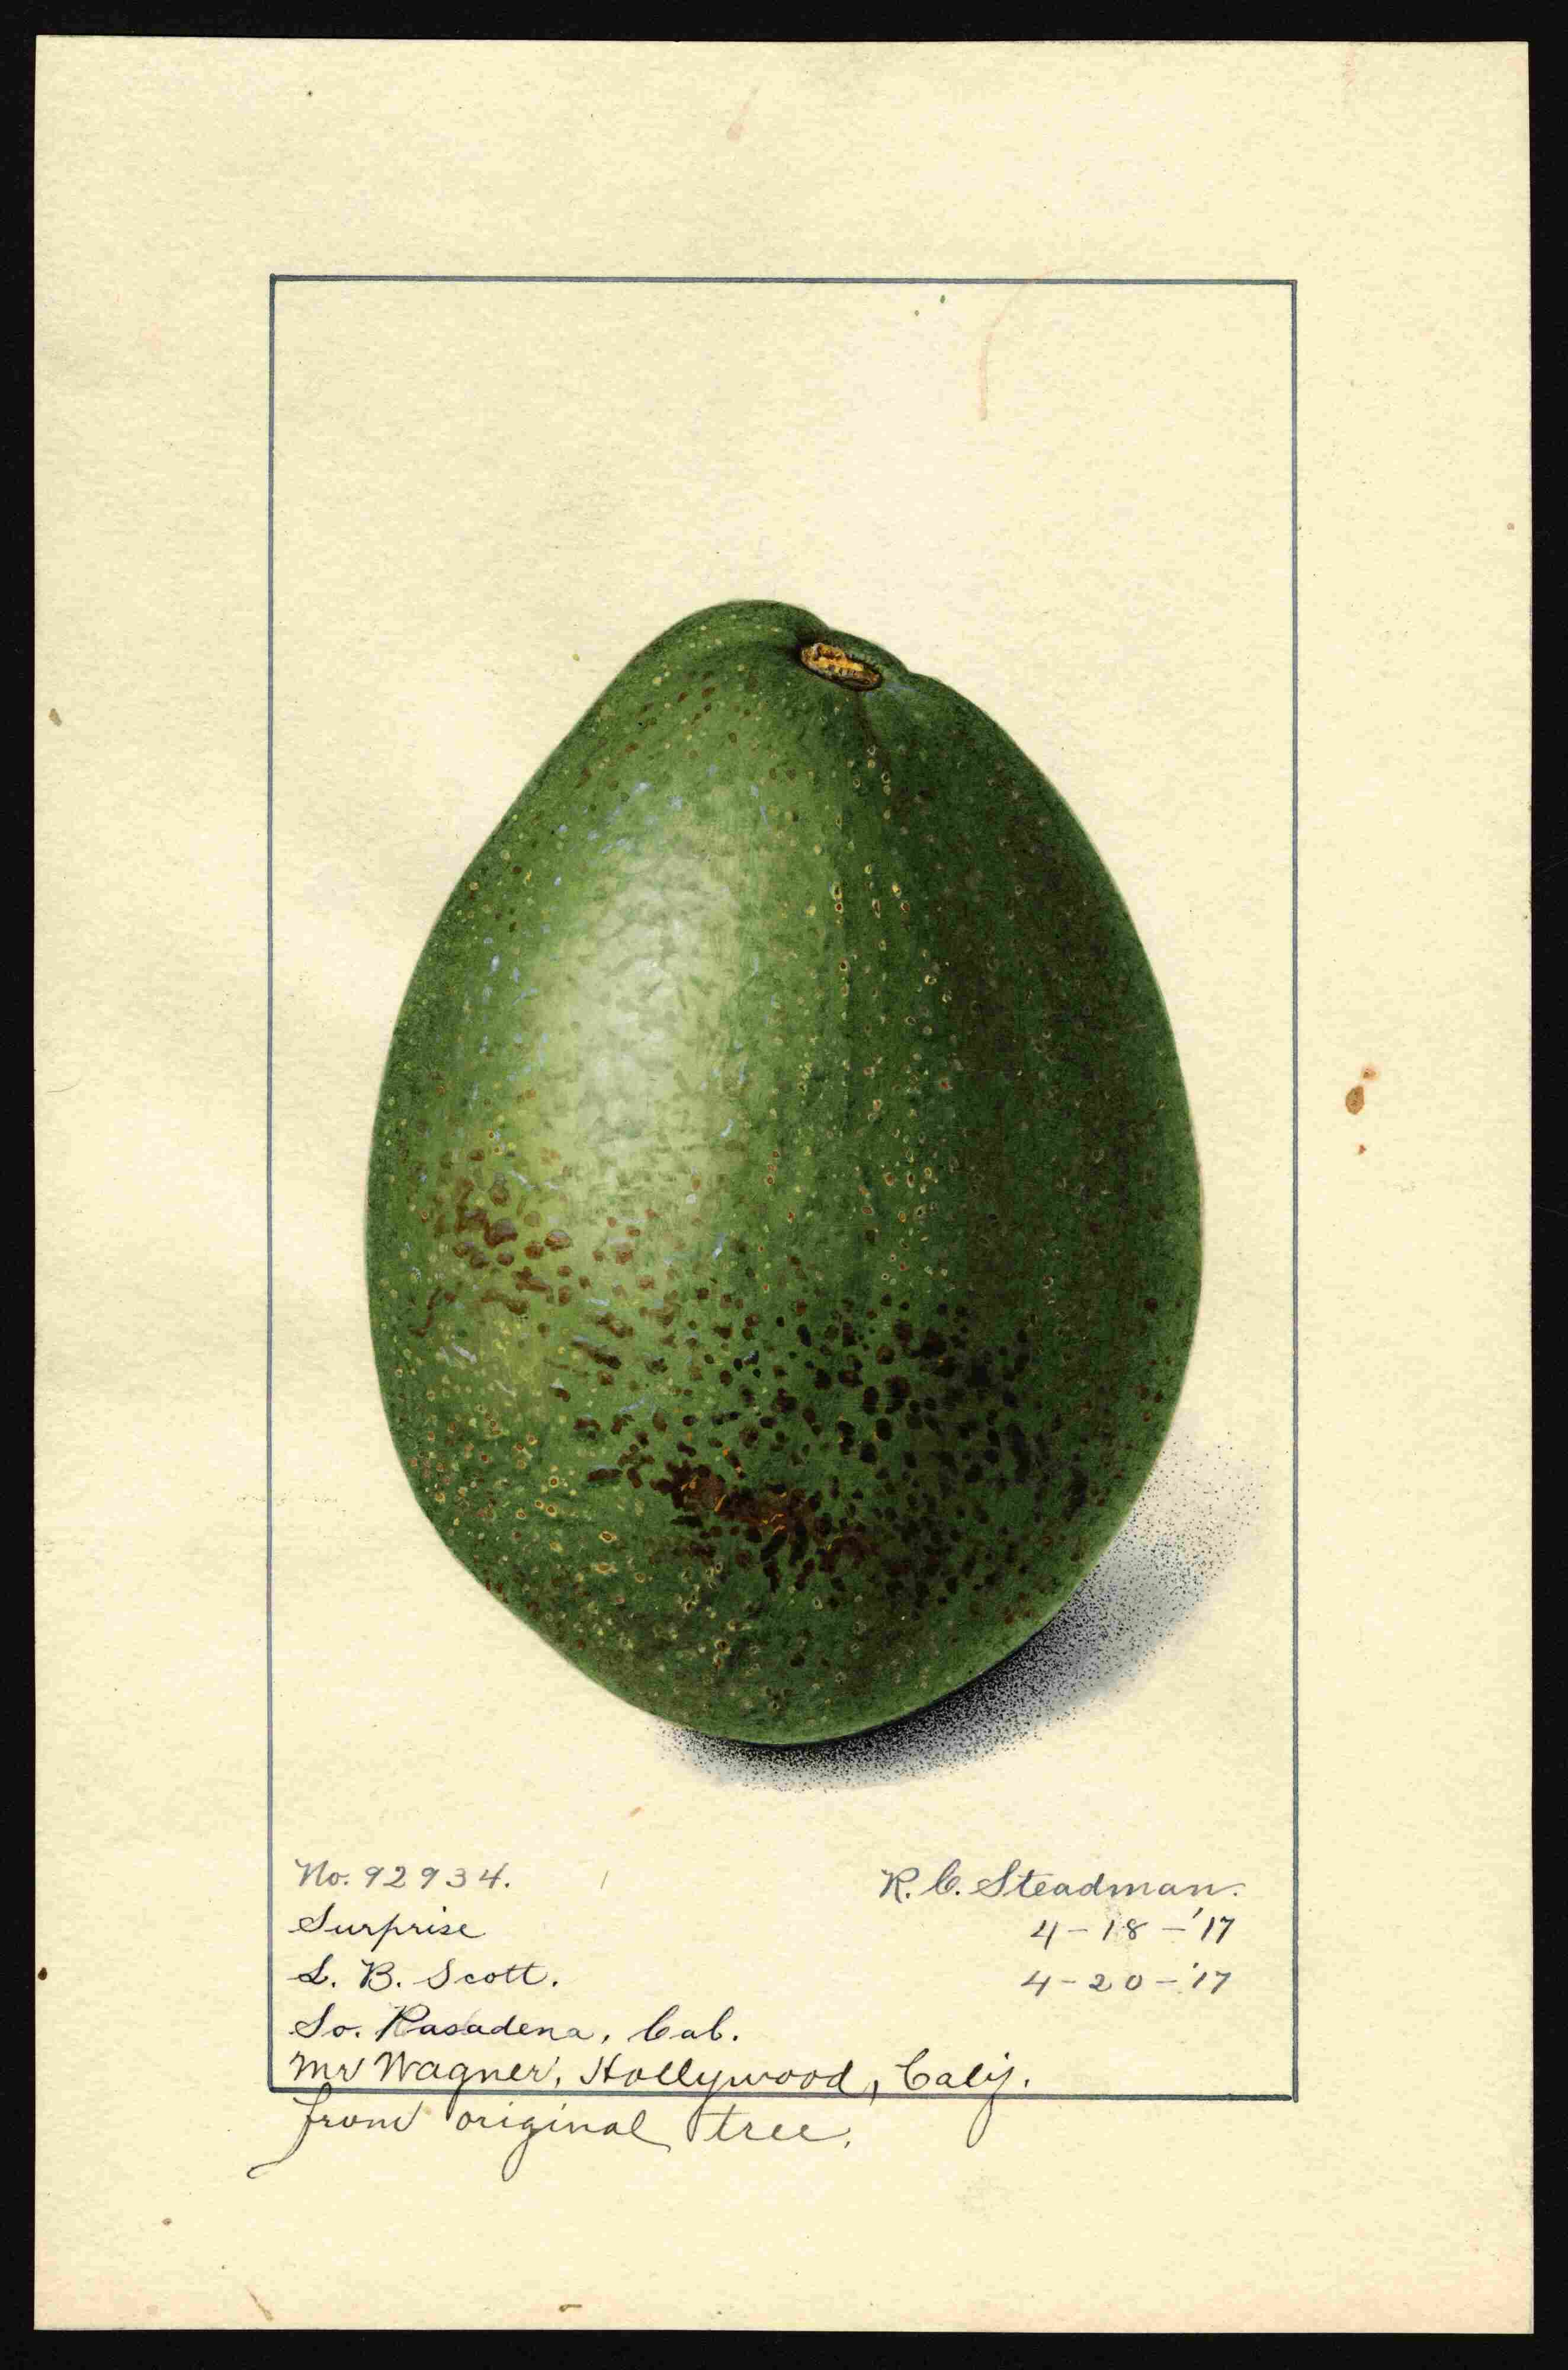 No. 92934.
R. C. Steadman.
Surprise
4-18-'17
L. B. Scott.
4-20-'17
So. Pasadena, Cal.
Mr Wagner, Hollywood, Calif.
from original tree.